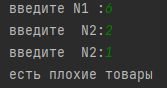 введите N1 :6
введите  N2:2
введите  N2:1
есть плохие товары